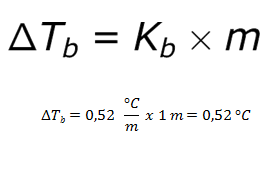 ΔT_b = K_b × m
ΔT_b = 0,52 °C/m x 1 m = 0,52 °C